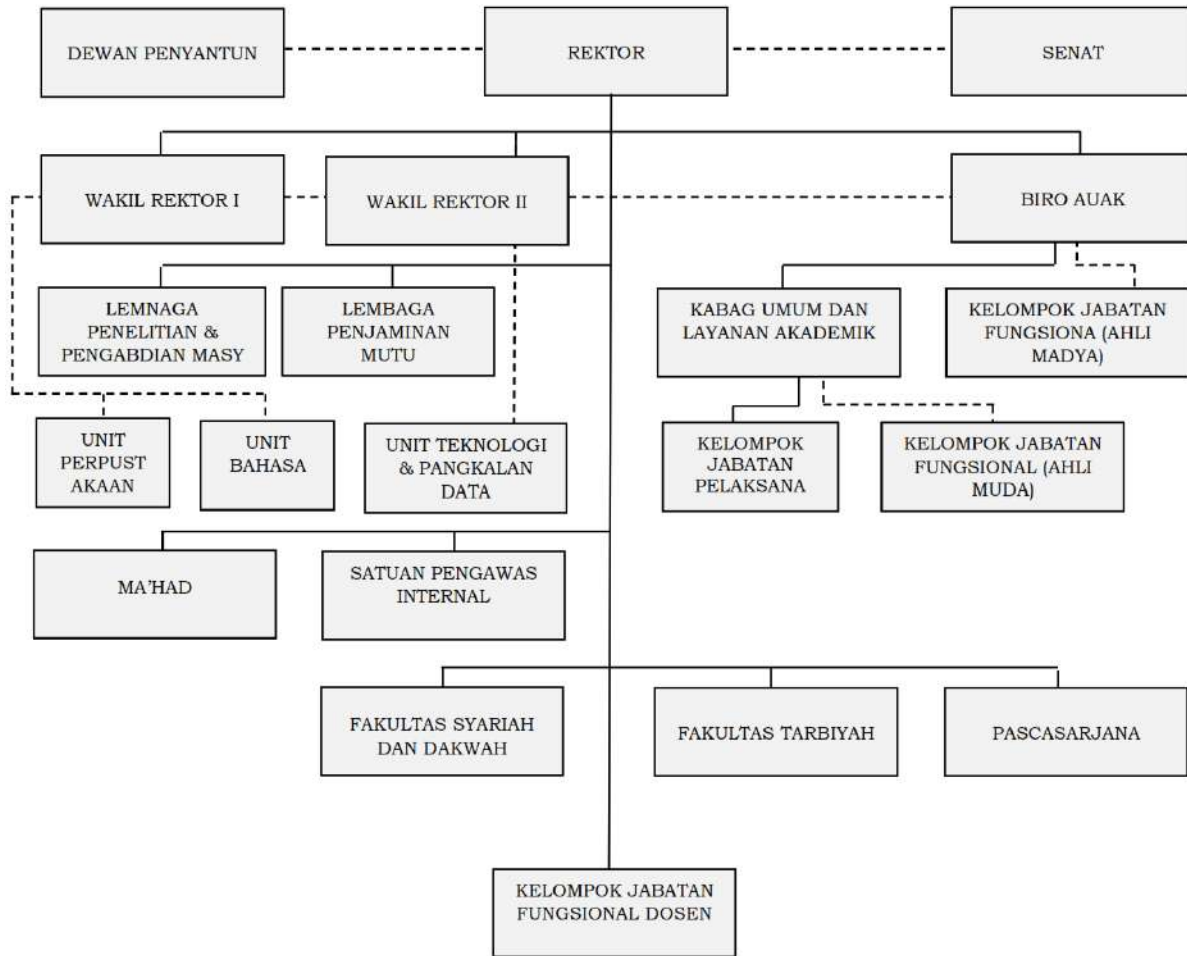 DEWAN PENYANTUN
REKTOR
SENAT
WAKIL REKTOR I
WAKIL REKTOR II
BIRO AUAK
LEMNAGA
PENELITIAN &
PENGABDIAN MASY
LEMBAGA
PENJAMINAN
MUTU
KABAG UMUM DAN
LAYANAN AKADEMIK
KELOMPOK JABATAN
FUNGSIONA (AHLI
MADYA)
UNIT
PERPUST
AKAAN
UNIT
BAHASA
UNIT TEKNOLOGI
& PANGKALAN
DATA
KELOMPOK
JABATAN
PELAKSANA
KELOMPOK JABATAN
FUNGSIONAL (AHLI
MUDA)
MA'HAD
SATUAN PENGAWAS
INTERNAL
FAKULTAS SYARIAH
DAN DAKWAH
FAKULTAS TARBIYAH
PASCASARJANA
KELOMPOK JABATAN
FUNGSIONAL DOSEN